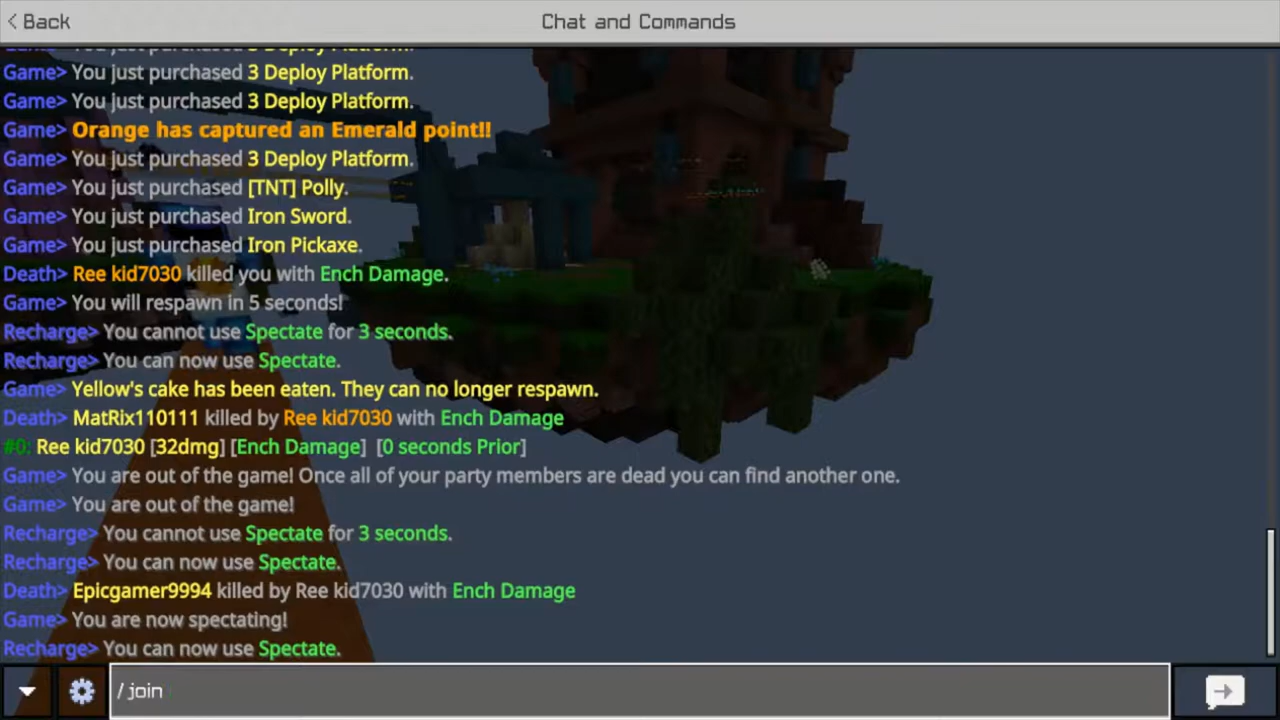 < Back
Chat and Commands
You just purchased 3 Deploy Platform.
Game> You just purchased 3 Deploy Platform.
Game> You just purchased 3 Deploy Platform.
Game> Orange has captured an Emerald point!!
Game> You just purchased 3 Deploy Platform.
Game> You just purchased [TNT] Polly.
Game> You just purchased Iron Sword.
Game> You just purchased Iron Pickaxe.
Death> Ree kid7030 killed you with Ench Damage.
Game> You will respawn in 5 seconds!
Recharge> You cannot use Spectate for 3 seconds.
Recharge> You can now use Spectate.
Game> Yellow's cake has been eaten. They can no longer respawn.
Death> MatRix110111 killed by Ree kid7030 with Ench Damage
#0: Ree kid7030 [32dmg] [Ench Damage] [0 seconds Prior]
Game> You are out of the game! Once all of your party members are dead you can find another one.
Game> You are out of the game!
Recharge> You cannot use Spectate for 3 seconds.
Recharge> You can now use Spectate.
Death> Epicgamer9994 killed by Ree kid7030 with Ench Damage
Game> You are now spectating!
Recharge> You can now use Spectate.
/join